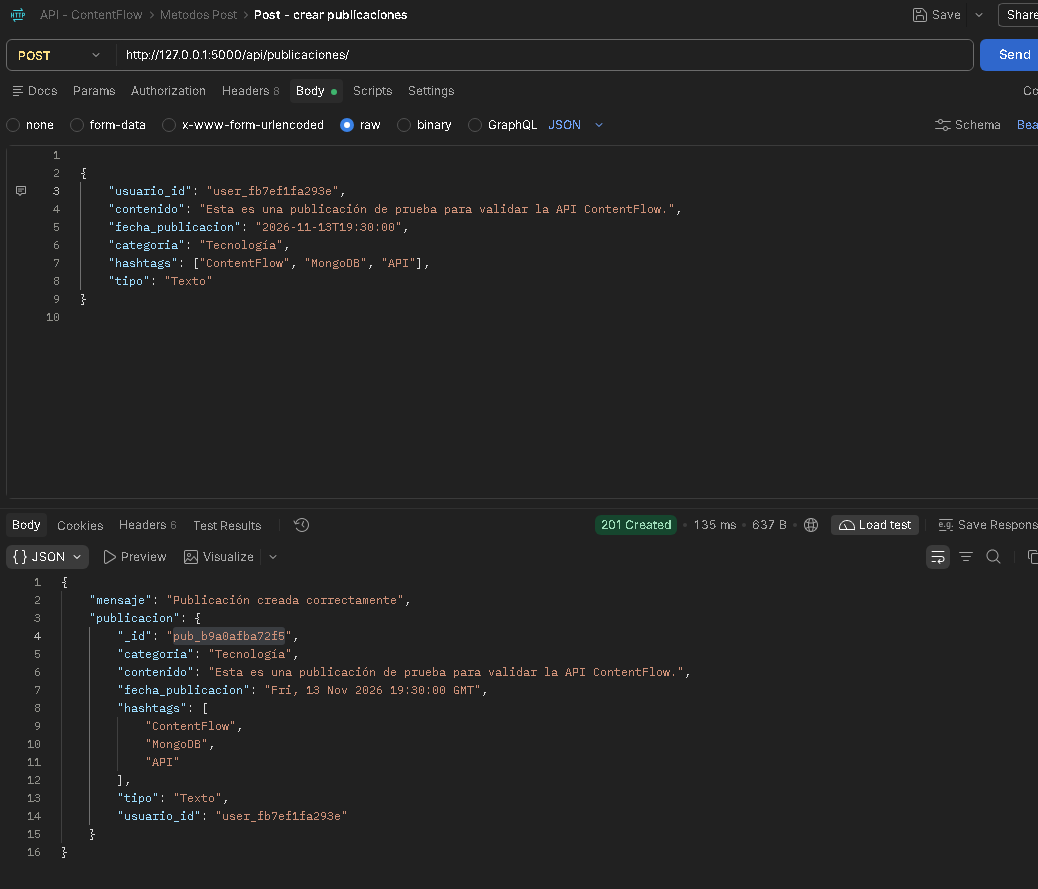 HTTP API - ContentFlow > Metodos Post > Post - crear publicaciones Save Share
POST http://127.0.0.1:5000/api/publicaciones/ Send
Docs Params Authorization Headers 8 Body Scripts Settings Co
none form-data x-www-form-urlencoded raw binary GraphQL JSON Schema Bea
1
2 {
3 "usuario_id": "user_fb7ef1fa293e",
4 "contenido": "Esta es una publicación de prueba para validar la API ContentFlow.",
5 "fecha_publicacion": "2026-11-13T19:30:00",
6 "categoria": "Tecnología",
7 "hashtags": ["ContentFlow", "MongoDB", "API"],
8 "tipo": "Texto"
9 }
10
Body Cookies Headers 6 Test Results 201 Created • 135 ms • 637 B • Load test e.g. Save Respons
{} JSON Preview Visualize
1 {
2 "mensaje": "Publicación creada correctamente",
3 "publicacion": {
4 "_id": "pub_b9a0afba72f5",
5 "categoria": "Tecnología",
6 "contenido": "Esta es una publicación de prueba para validar la API ContentFlow.",
7 "fecha_publicacion": "Fri, 13 Nov 2026 19:30:00 GMT",
8 "hashtags": [
9 "ContentFlow",
10 "MongoDB",
11 "API"
12 ],
13 "tipo": "Texto",
14 "usuario_id": "user_fb7ef1fa293e"
15 }
16 }